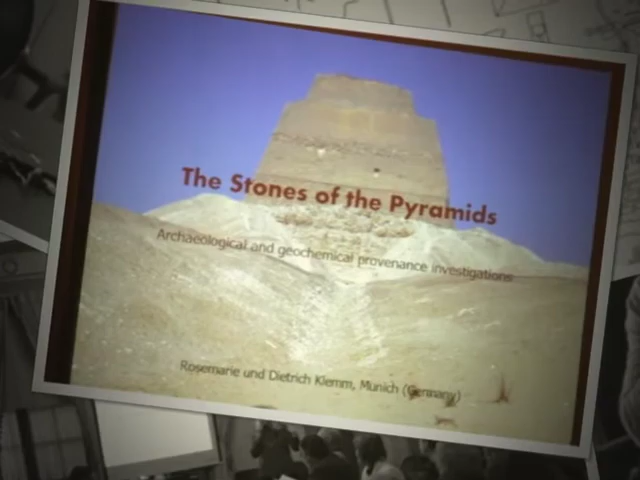 The Stones of the Pyramids
Archaeological and geochemical provenance investigations
Rosemarie und Dietrich Klemm, Munich (Germany)